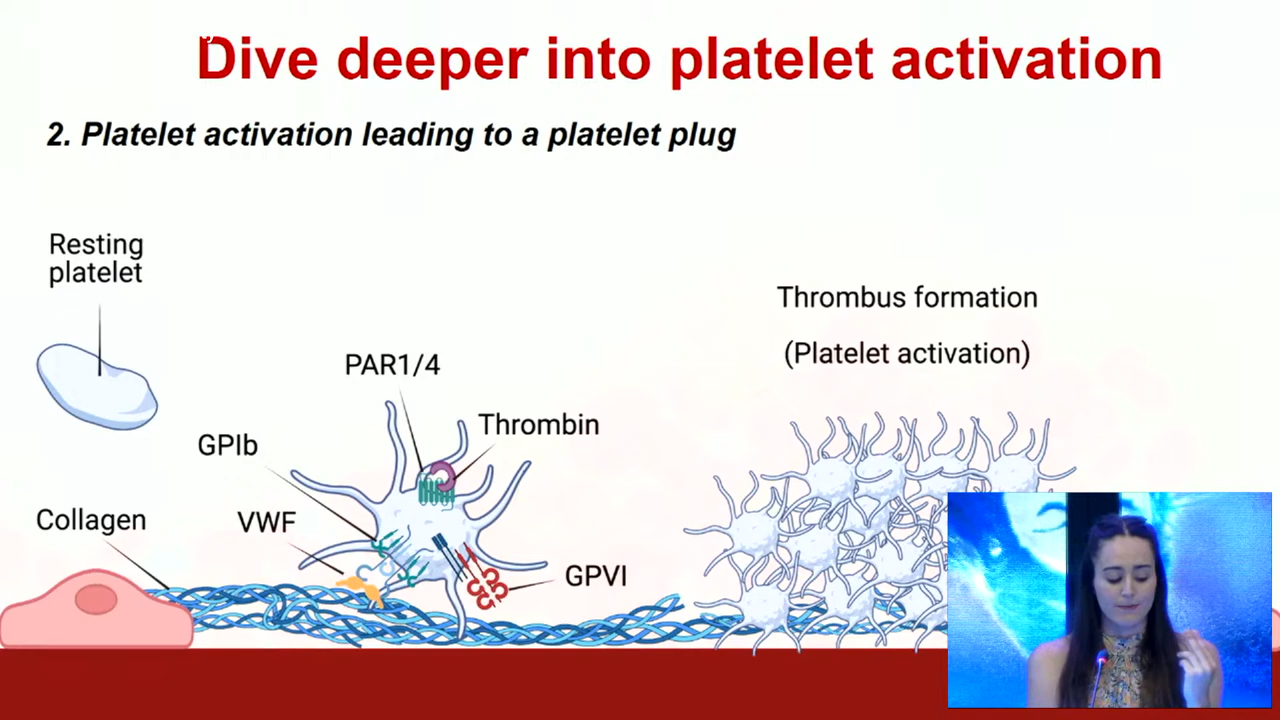 Dive deeper into platelet activation
2. Platelet activation leading to a platelet plug
Resting
platelet
Thrombus formation
(Platelet activation)
PAR1/4
Thrombin
GPIb
Collagen
VWF
GPVI